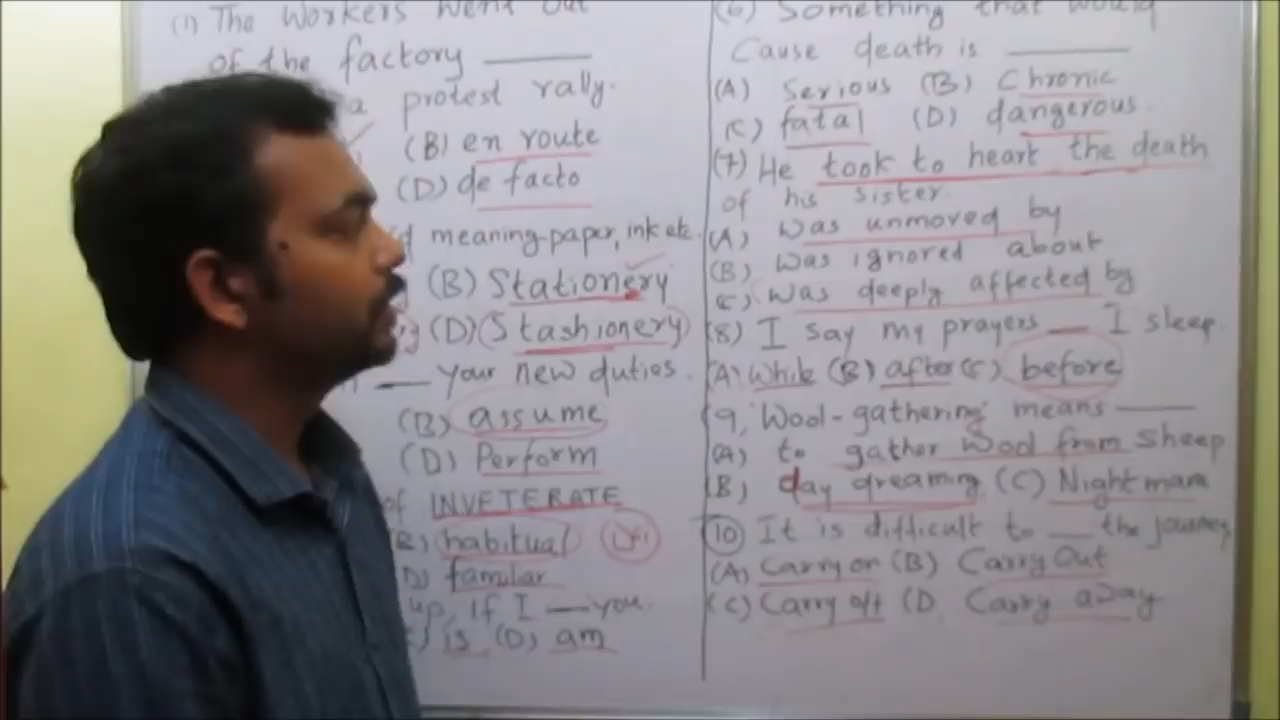 (1) The Workers Went out
of the factory ______
a protest rally.
(B) en route
(D) de facto
meaning-paper, ink etc.
(B) Stationery
(D) Stashionery
___ your new duties.
(B) assume
(D) Perform
of INVETERATE
(B) habitual
D) familar
up, if I ___ you.
is (D) am
(6) Something that would
Cause death is ______
(A) Serious (B) Chronic
(C) fatal (D) dangerous.
(7) He took to heart the death
of his sister.
(A) Was unmoved by
(B) Was ignored about
(C) Was deeply affected by
(8) I say my prayers ___ I sleep.
(A) While (B) after (C) before
(9) 'Wool-gathering' means ______
(A) to gather Wood from Sheep
(B) day dreaming (C) Nightmare
(10) It is difficult to ___ the journey
(A) Carry on (B) Carry Out
(C) Carry off (D. Carry away